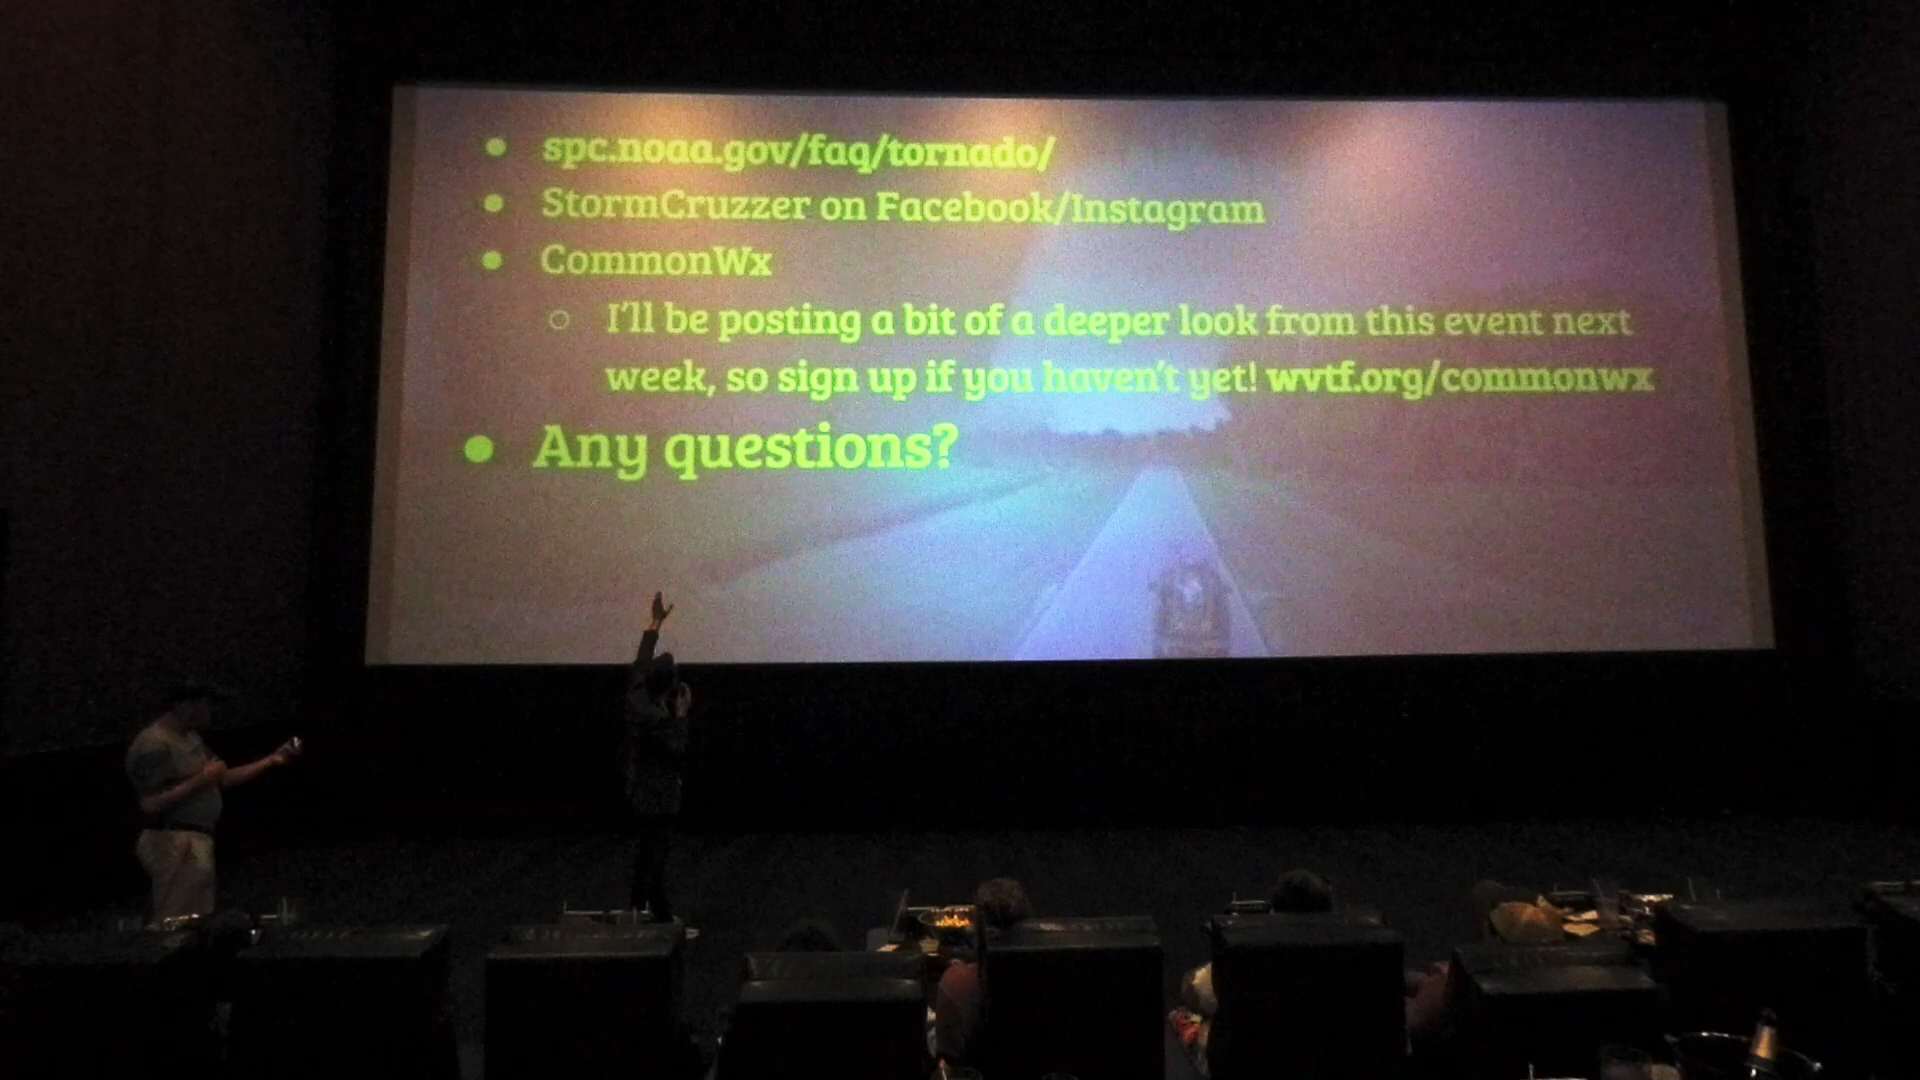 spc.noaa.gov/faq/tornado/
StormCruzzer on Facebook/Instagram
CommonWx
I'll be posting a bit of a deeper look from this event next
week, so sign up if you haven't yet! wvtf.org/commonwx
Any questions?